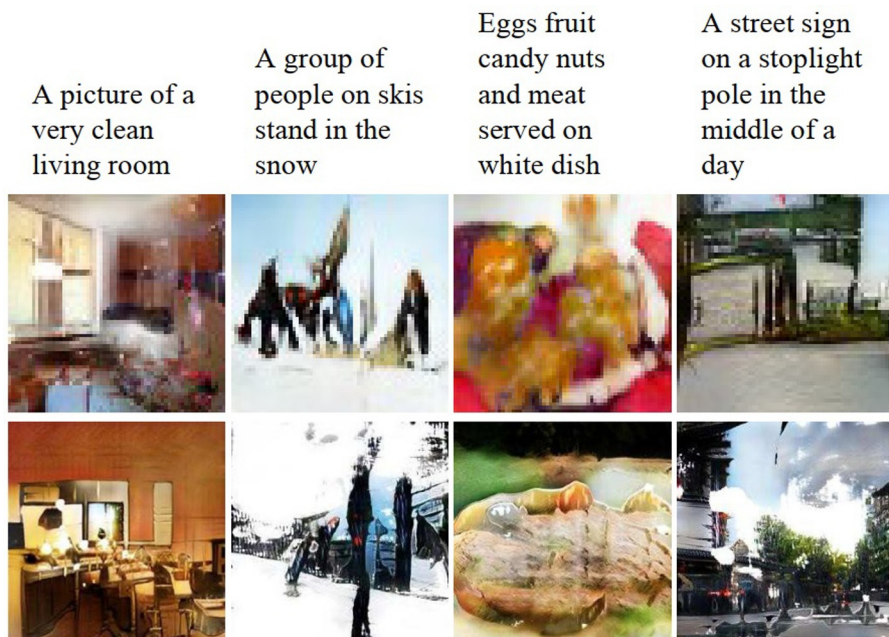 A picture of a
very clean
living room
A group of
people on skis
stand in the
snow
Eggs fruit
candy nuts
and meat
served on
white dish
A street sign
on a stoplight
pole in the
middle of a
day